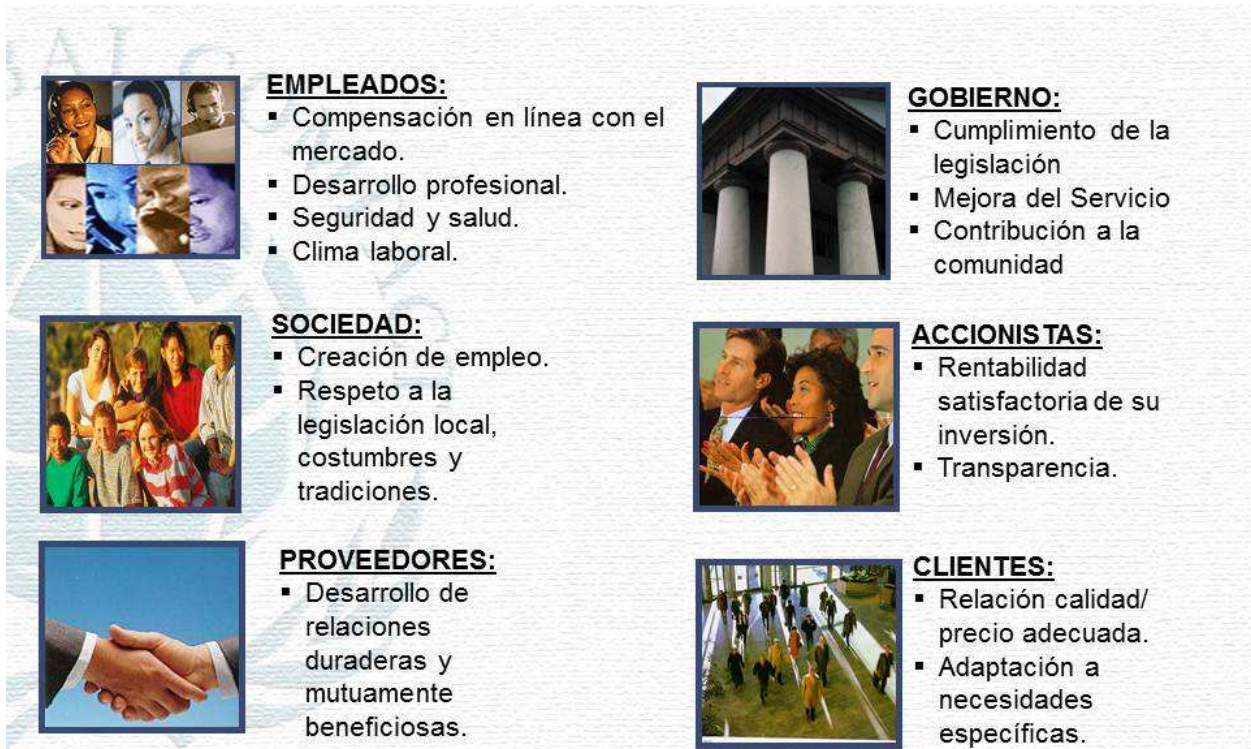 EMPLEADOS:
▪ Compensación en línea con el
mercado.
▪ Desarrollo profesional.
▪ Seguridad y salud.
▪ Clima laboral.
SOCIEDAD:
▪ Creación de empleo.
▪ Respeto a la
legislación local,
costumbres y
tradiciones.
PROVEEDORES:
▪ Desarrollo de
relaciones
duraderas y
mutuamente
beneficiosas.
GOBIERNO:
▪ Cumplimiento de la
legislación
▪ Mejora del Servicio
▪ Contribución a la
comunidad
ACCIONISTAS:
▪ Rentabilidad
satisfactoria de su
inversión.
▪ Transparencia.
CLIENTES:
▪ Relación calidad/
precio adecuada.
▪ Adaptación a
necesidades
específicas.